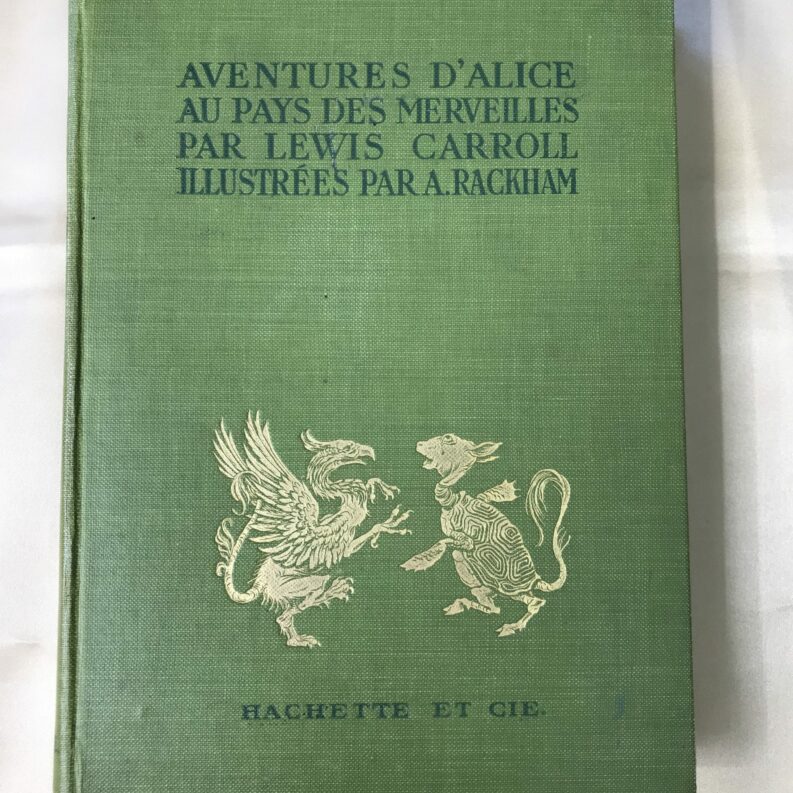 AVENTURES D'ALICE
AU PAYS DES MERVEILLES
PAR LEWIS CARROLL
ILLUSTRÉES PAR A. RACKHAM
HACHETTE ET CIE.